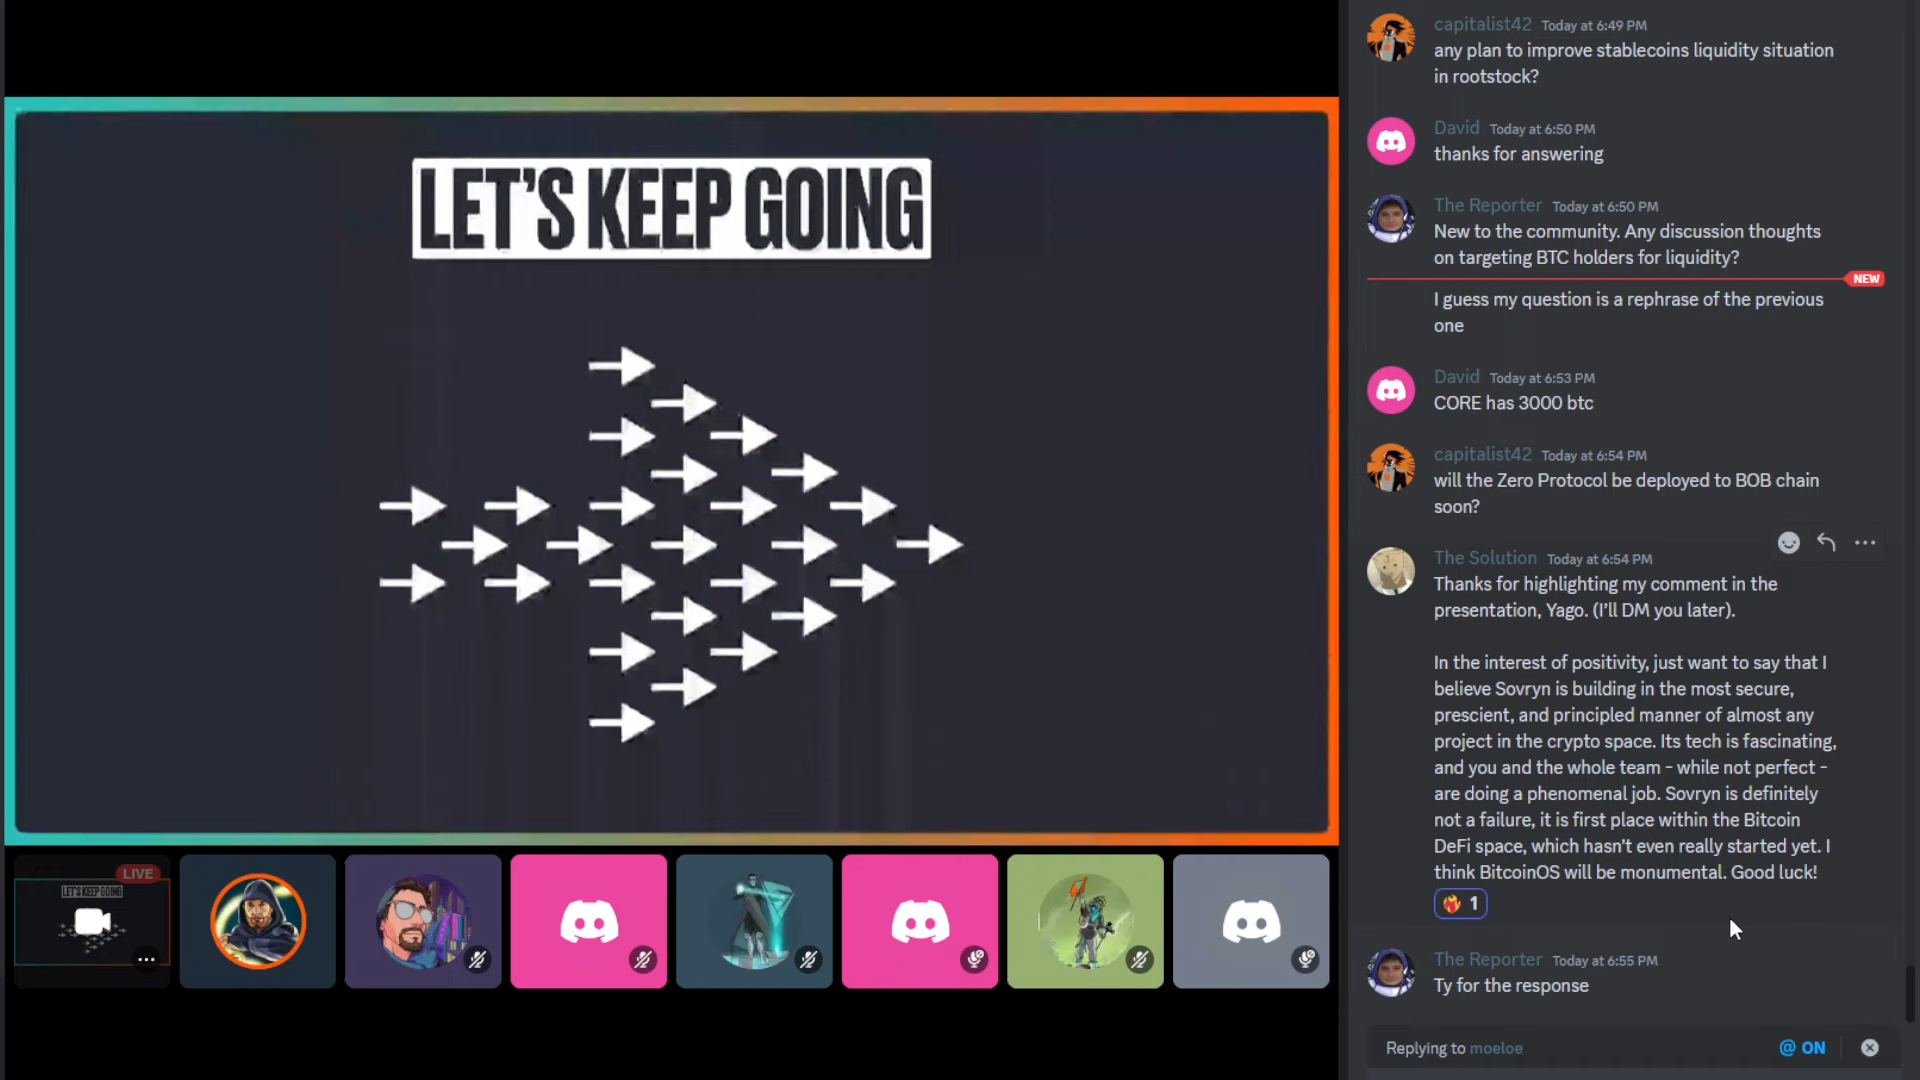 LET'S KEEP GOING
LIVE
LET'S KEEP GOING
capitalist42 Today at 6:49 PM
any plan to improve stablecoins liquidity situation
in rootstock?
David Today at 6:50 PM
thanks for answering
The Reporter Today at 6:50 PM
New to the community. Any discussion thoughts
on targeting BTC holders for liquidity?
NEW
I guess my question is a rephrase of the previous
one
David Today at 6:53 PM
CORE has 3000 btc
capitalist42 Today at 6:54 PM
will the Zero Protocol be deployed to BOB chain
soon?
The Solution Today at 6:54 PM
Thanks for highlighting my comment in the
presentation, Yago. (I'll DM you later).
In the interest of positivity, just want to say that I
believe Sovryn is building in the most secure,
prescient, and principled manner of almost any
project in the crypto space. Its tech is fascinating,
and you and the whole team - while not perfect -
are doing a phenomenal job. Sovryn is definitely
not a failure, it is first place within the Bitcoin
DeFi space, which hasn't even really started yet. I
think BitcoinOS will be monumental. Good luck!
1
The Reporter Today at 6:55 PM
Ty for the response
Replying to moeloe @ ON